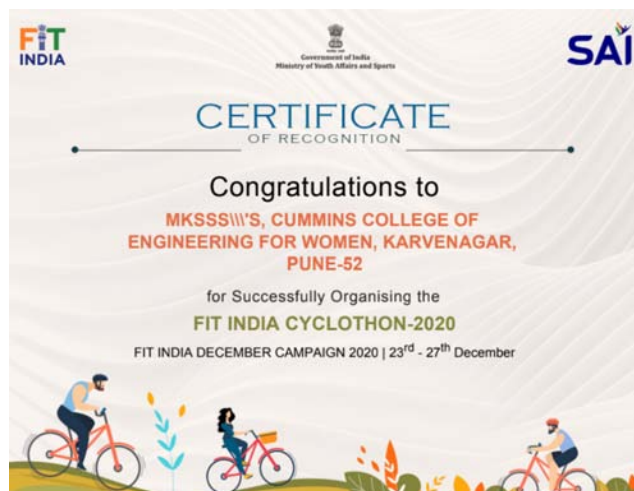 FiT
INDIA
Government of India
Ministry of Youth Affairs and Sports
SAI
CERTIFICATE
OF RECOGNITION
Congratulations to
MKSSS\\\'S, CUMMINS COLLEGE OF
ENGINEERING FOR WOMEN, KARVENAGAR,
PUNE-52
for Successfully Organising the
FIT INDIA CYCLOTHON-2020
FIT INDIA DECEMBER CAMPAIGN 2020 | 23rd - 27th December